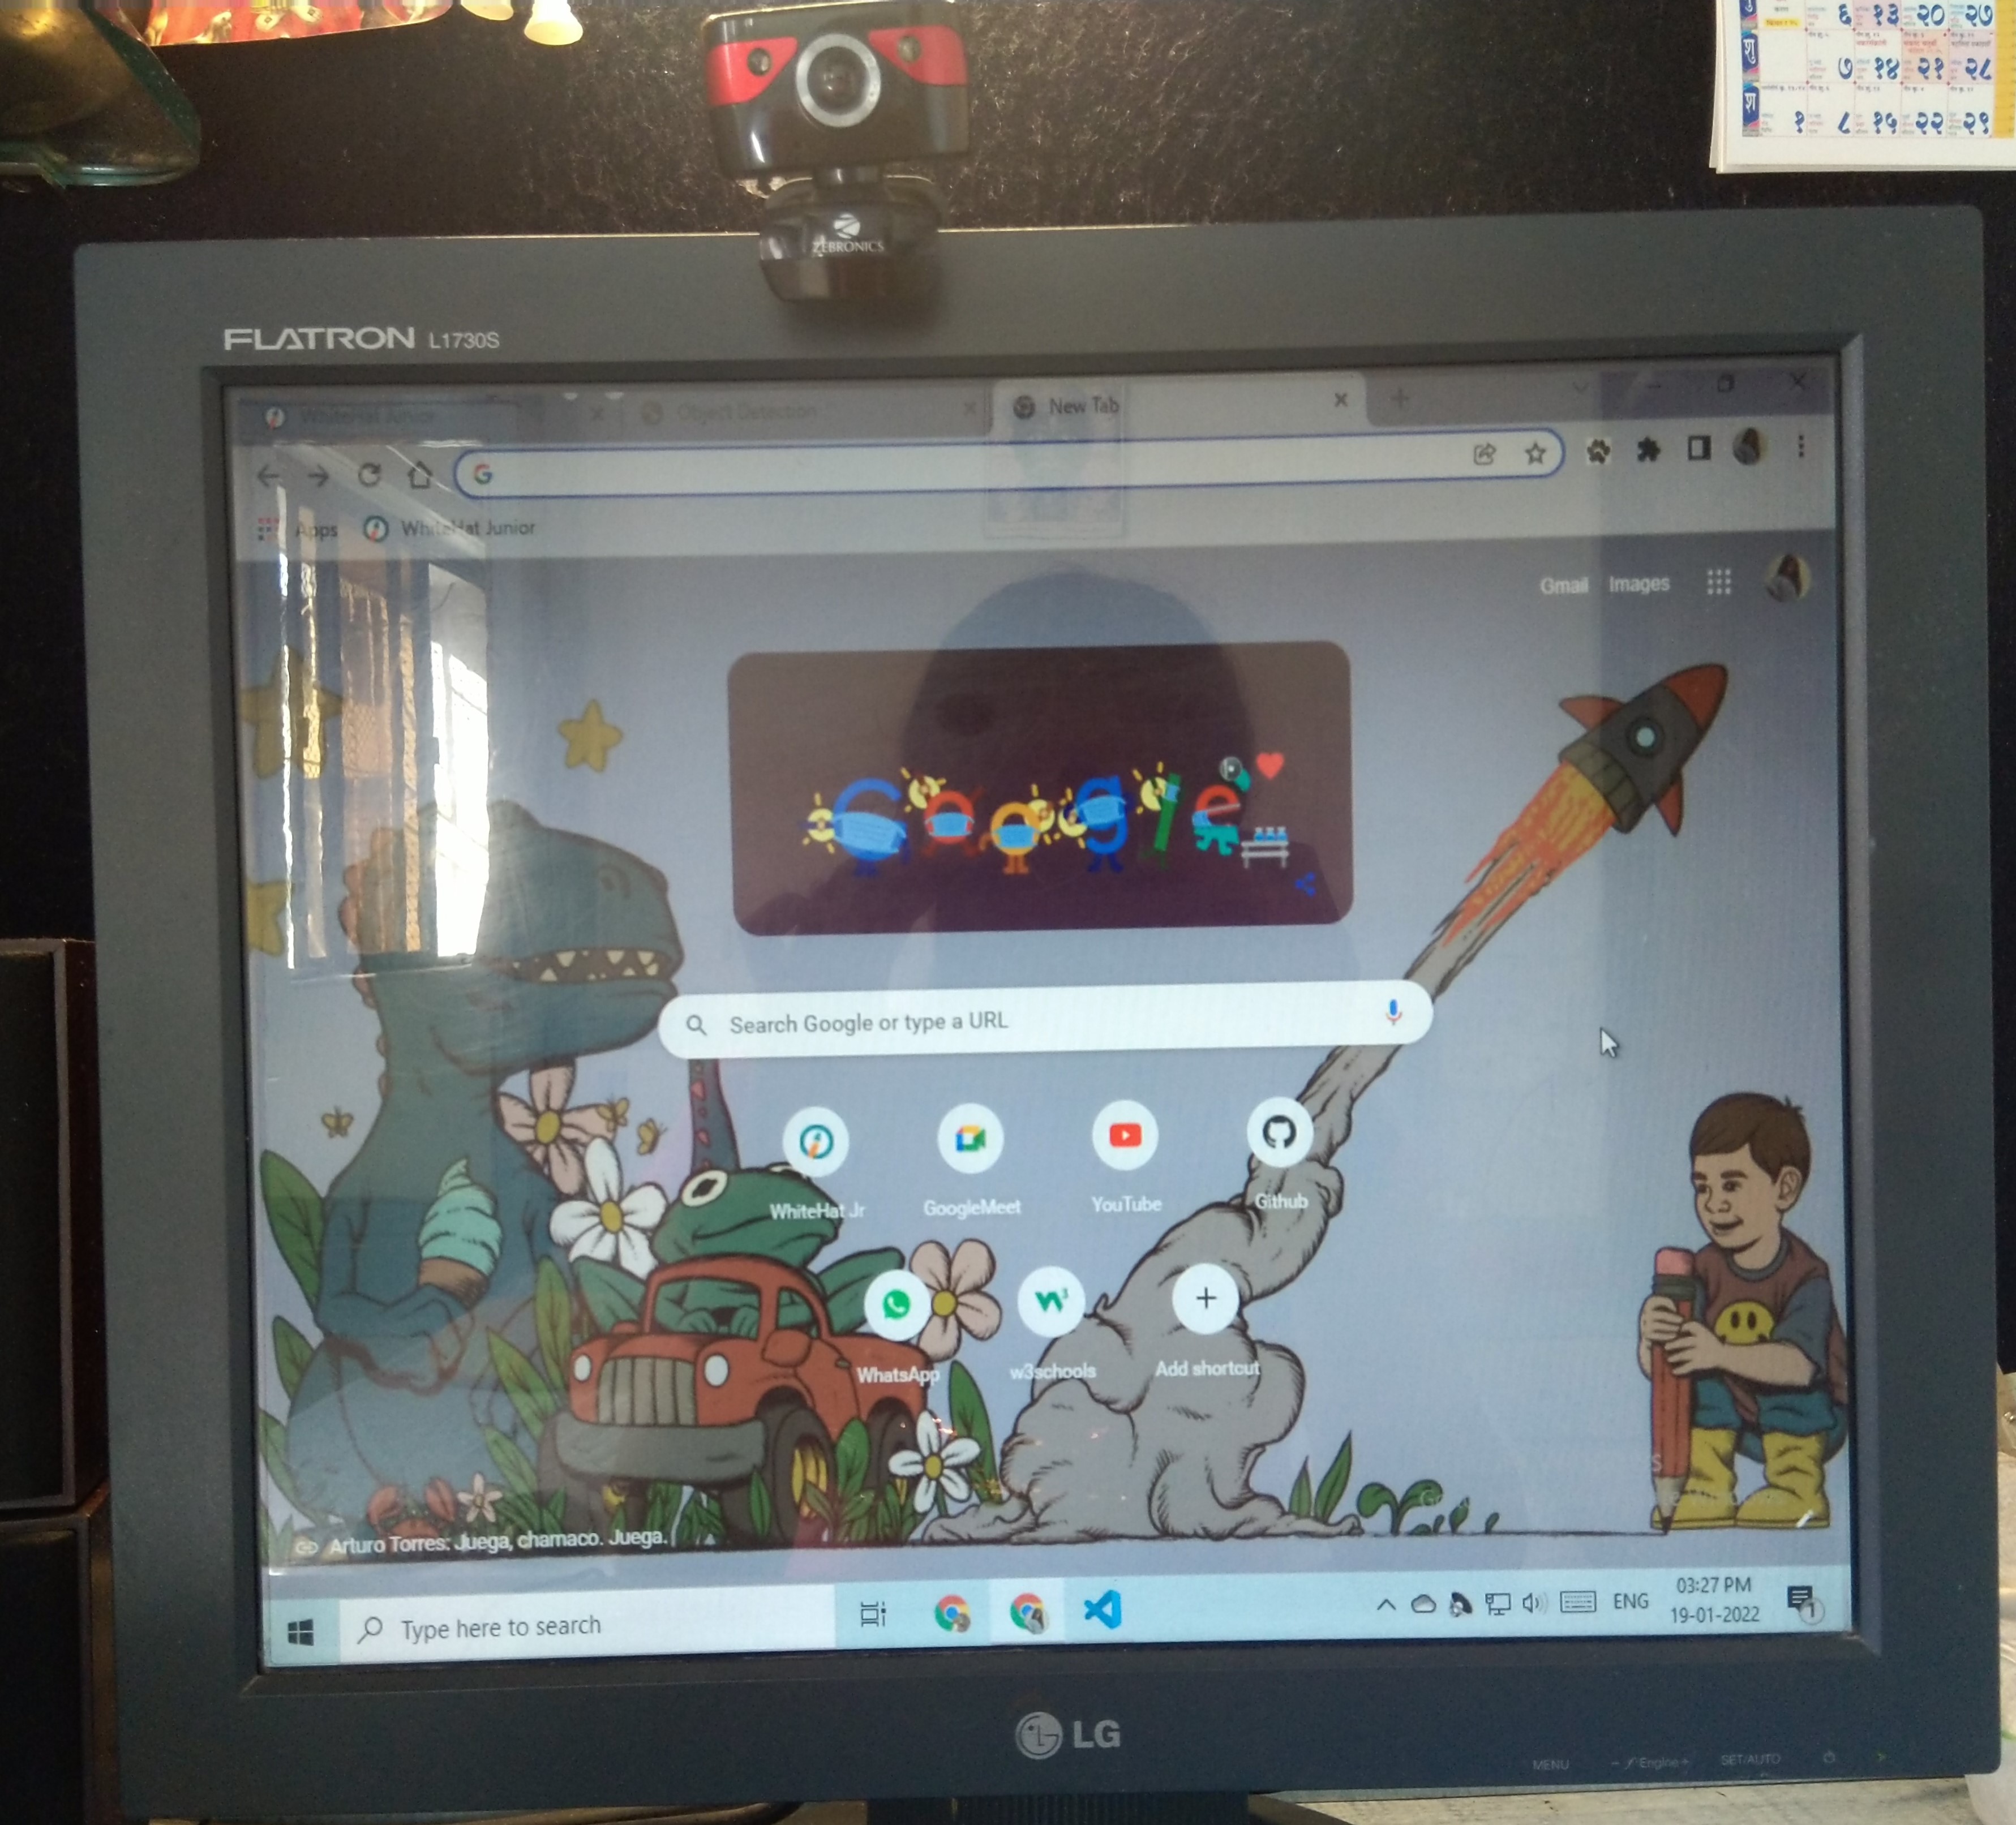 ६ १३ २० २७
शु ७ १४ २१ २८
श १ ८ १५ २२ २९
ZEBRONICS
FLATRON L1730S
WhiteHat Junior Object Detection New Tab
Apps WhiteHat Junior
Gmail Images
Google
Search Google or type a URL
WhiteHat Jr GoogleMeet YouTube Github
WhatsApp w3schools Add shortcut
Arturo Torres: Juega, chamaco. Juega.
Type here to search
ENG 03:27 PM
19-01-2022
1
LG
MENU - f Engine + SET/AUTO